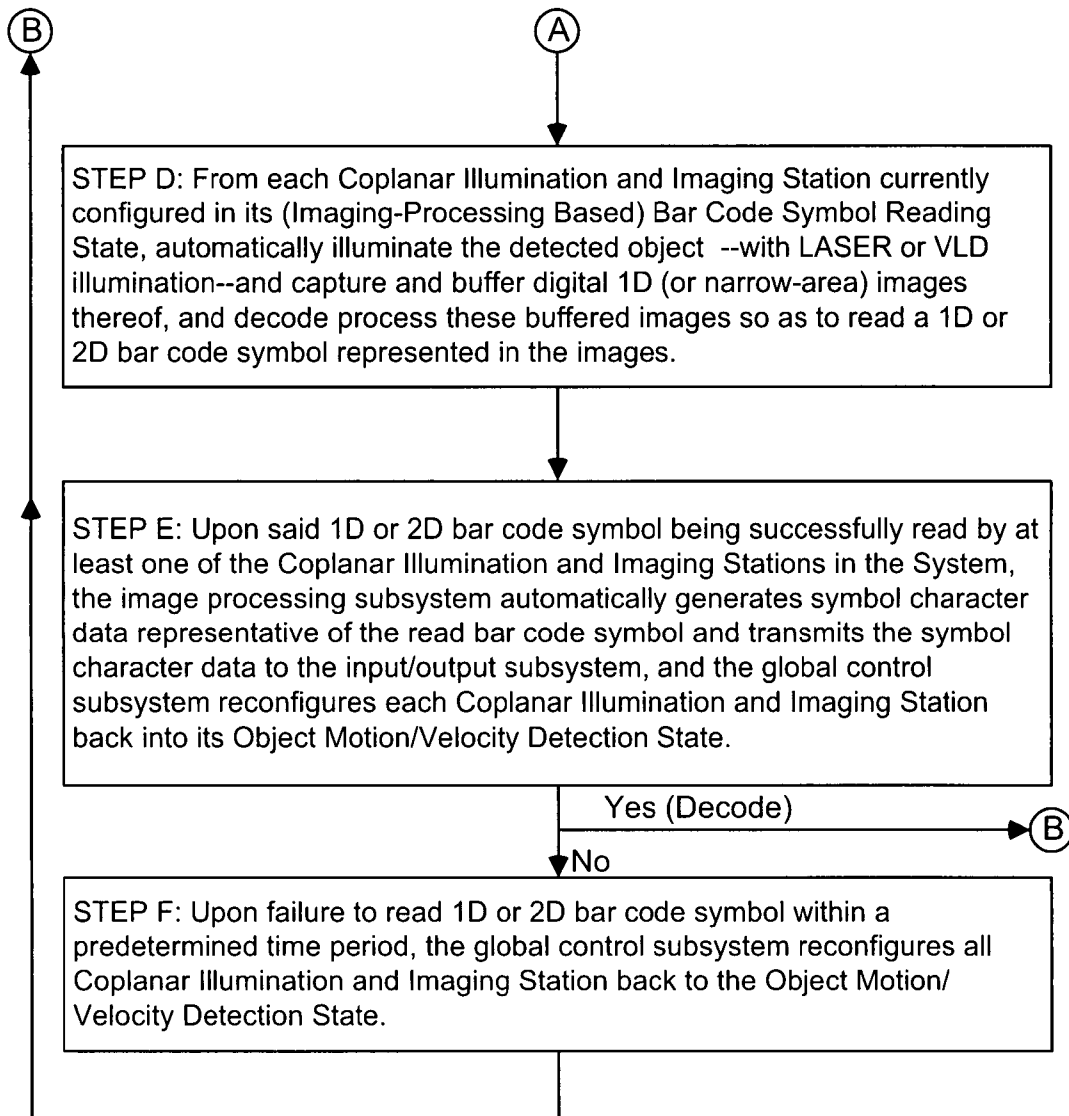 B
A
STEP D: From each Coplanar Illumination and Imaging Station currently
configured in its (Imaging-Processing Based) Bar Code Symbol Reading
State, automatically illuminate the detected object --with LASER or VLD
illumination--and capture and buffer digital 1D (or narrow-area) images
thereof, and decode process these buffered images so as to read a 1D or
2D bar code symbol represented in the images.
STEP E: Upon said 1D or 2D bar code symbol being successfully read by at
least one of the Coplanar Illumination and Imaging Stations in the System,
the image processing subsystem automatically generates symbol character
data representative of the read bar code symbol and transmits the symbol
character data to the input/output subsystem, and the global control
subsystem reconfigures each Coplanar Illumination and Imaging Station
back into its Object Motion/Velocity Detection State.
Yes (Decode)
B
No
STEP F: Upon failure to read 1D or 2D bar code symbol within a
predetermined time period, the global control subsystem reconfigures all
Coplanar Illumination and Imaging Station back to the Object Motion/
Velocity Detection State.